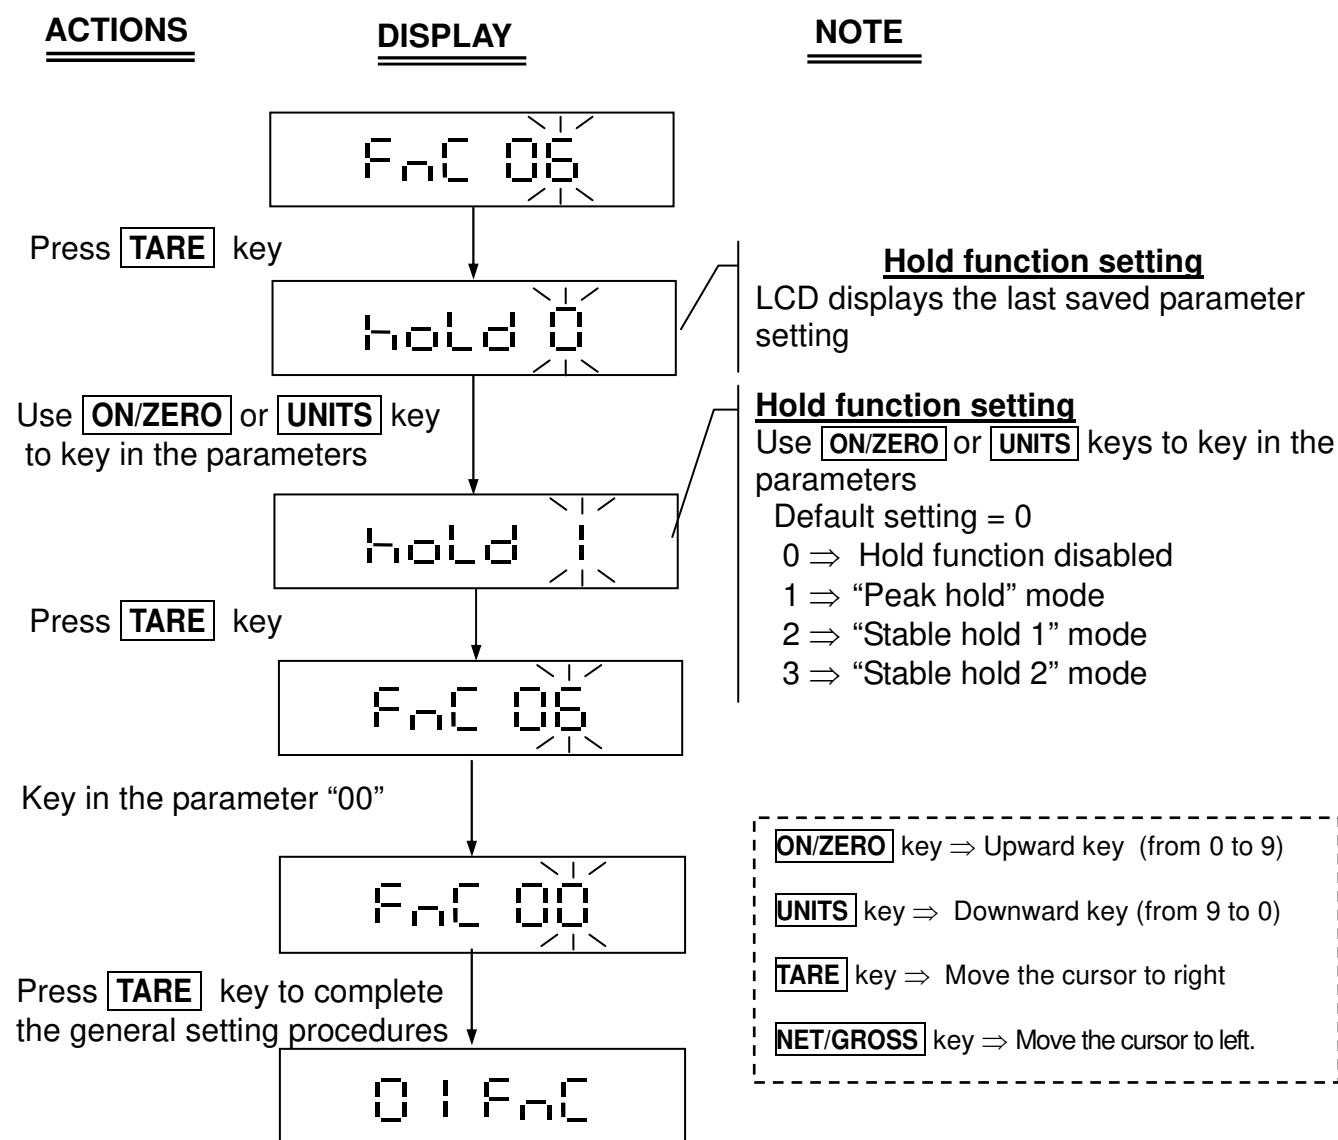 ACTIONS
DISPLAY
NOTE
FnC 06
Press TARE key
hoLd 0
Hold function setting
LCD displays the last saved parameter
setting
Use ON/ZERO or UNITS key
to key in the parameters
hoLd 1
Hold function setting
Use ON/ZERO or UNITS keys to key in the
parameters
Default setting = 0
0 ⇒ Hold function disabled
1 ⇒ “Peak hold” mode
2 ⇒ “Stable hold 1” mode
3 ⇒ “Stable hold 2” mode
Press TARE key
FnC 06
Key in the parameter “00”
FnC 00
Press TARE key to complete
the general setting procedures
01 FnC
ON/ZERO key ⇒ Upward key (from 0 to 9)
UNITS key ⇒ Downward key (from 9 to 0)
TARE key ⇒ Move the cursor to right
NET/GROSS key ⇒ Move the cursor to left.